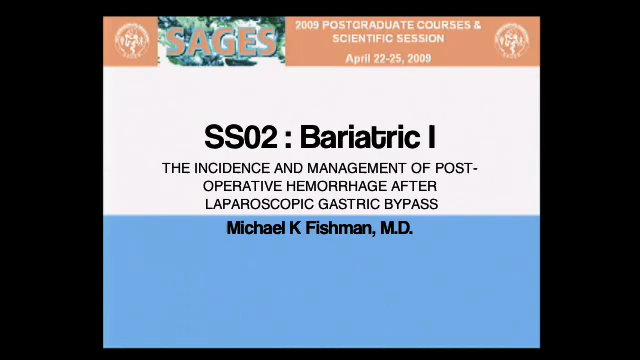 SAGES
2009 POSTGRADUATE COURSES &
SCIENTIFIC SESSION
April 22-25, 2009
SS02 : Bariatric I
THE INCIDENCE AND MANAGEMENT OF POST-
OPERATIVE HEMORRHAGE AFTER
LAPAROSCOPIC GASTRIC BYPASS
Michael K Fishman, M.D.